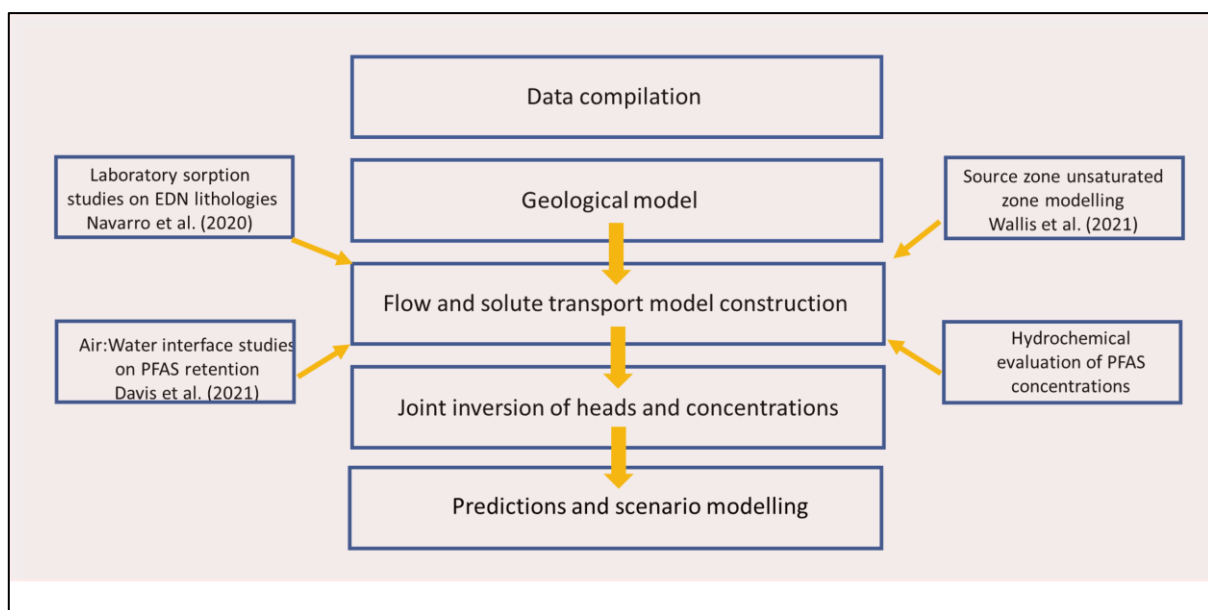 Data compilation
Geological model
Laboratory sorption
studies on EDN lithologies
Navarro et al. (2020)
Source zone unsaturated
zone modelling
Wallis et al. (2021)
Flow and solute transport model construction
Air:Water interface studies
on PFAS retention
Davis et al. (2021)
Hydrochemical
evaluation of PFAS
concentrations
Joint inversion of heads and concentrations
Predictions and scenario modelling